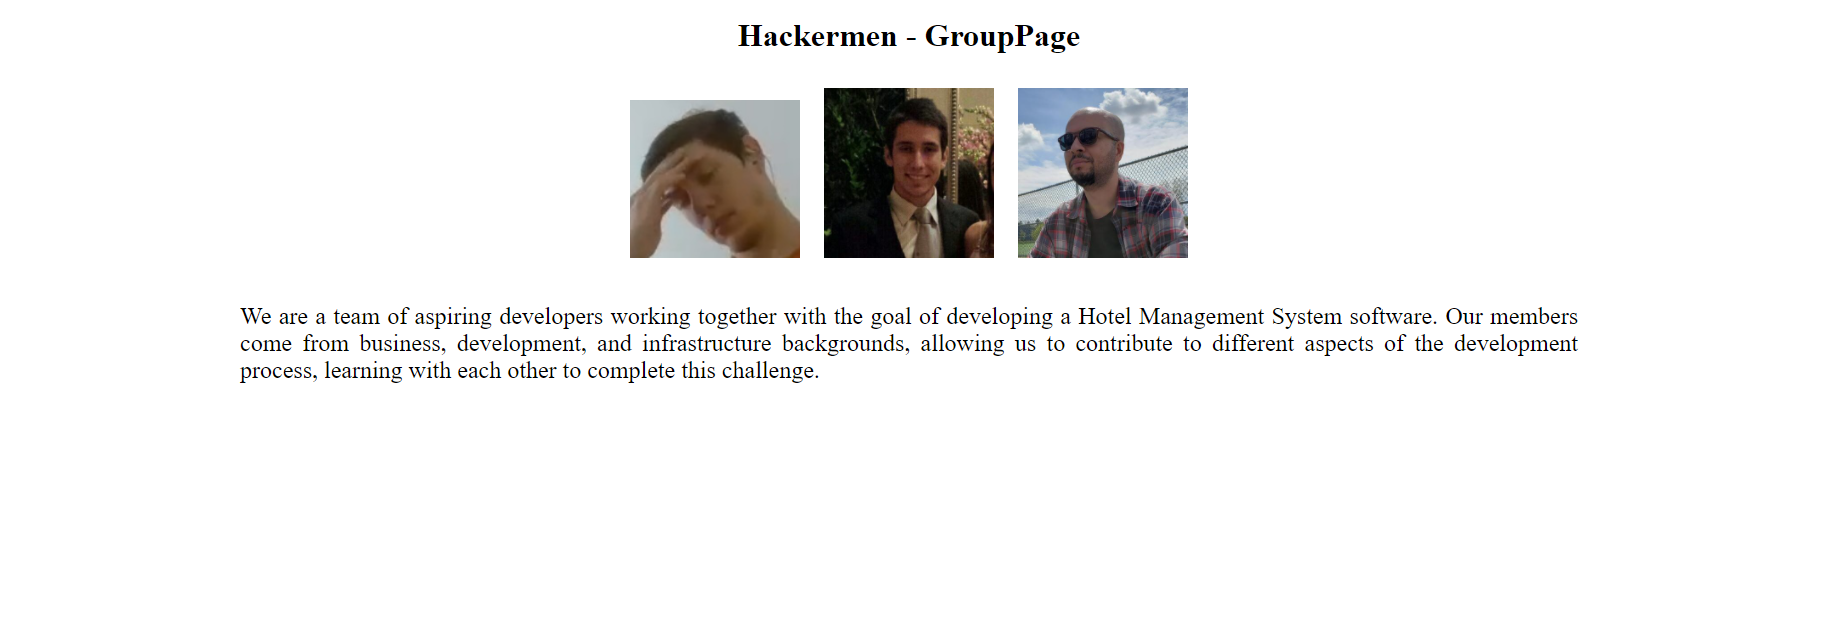 Hackermen - GroupPage
We are a team of aspiring developers working together with the goal of developing a Hotel Management System software. Our members
come from business, development, and infrastructure backgrounds, allowing us to contribute to different aspects of the development
process, learning with each other to complete this challenge.